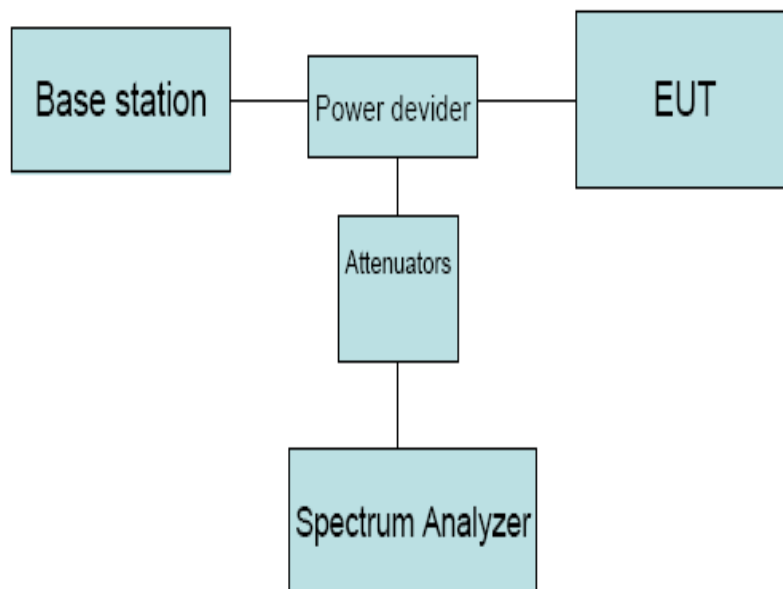 Base station
Power devider
EUT
Attenuators
Spectrum Analyzer